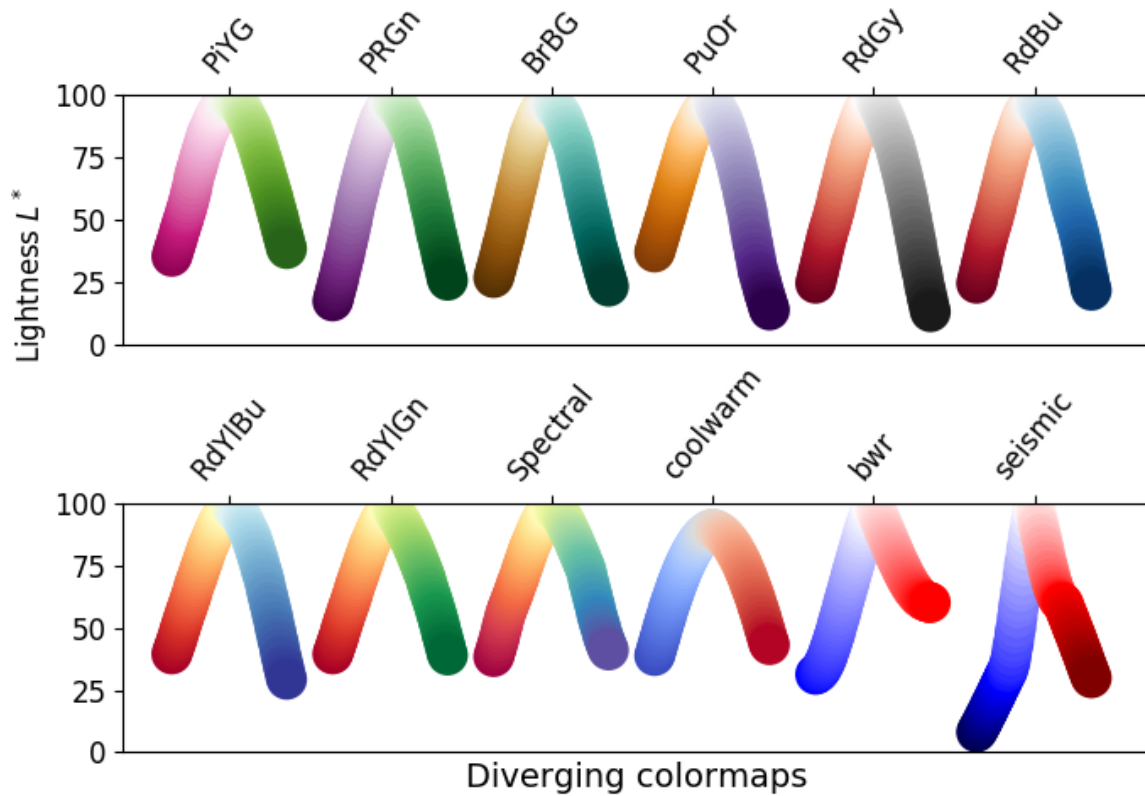 PiYG PRGn BrBG PuOr RdGy RdBu
100
75
50
25
0
Lightness L*
RdYlBu RdYlGn Spectral coolwarm bwr seismic
100
75
50
25
0
Diverging colormaps